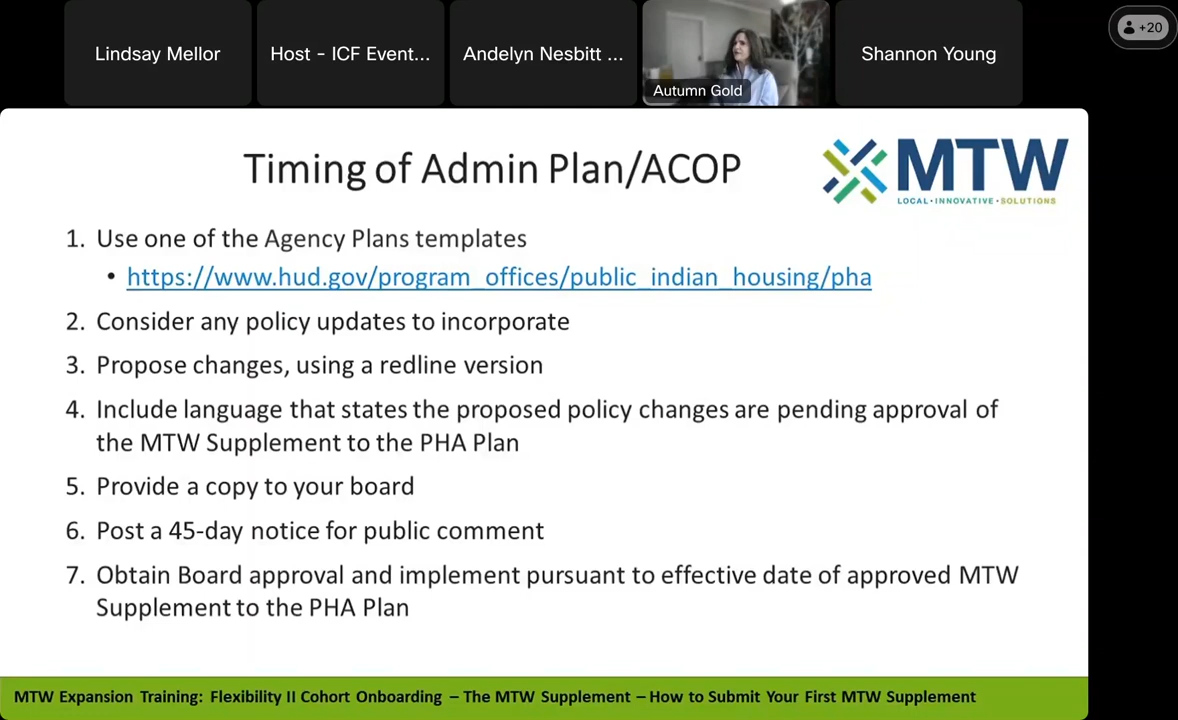 Lindsay Mellor
Host - ICF Event...
Andelyn Nesbitt ...
Autumn Gold
Shannon Young
+20
Timing of Admin Plan/ACOP
MTW
LOCAL • INNOVATIVE • SOLUTIONS
1. Use one of the Agency Plans templates
• https://www.hud.gov/program_offices/public_indian_housing/pha
2. Consider any policy updates to incorporate
3. Propose changes, using a redline version
4. Include language that states the proposed policy changes are pending approval of
the MTW Supplement to the PHA Plan
5. Provide a copy to your board
6. Post a 45-day notice for public comment
7. Obtain Board approval and implement pursuant to effective date of approved MTW
Supplement to the PHA Plan
MTW Expansion Training: Flexibility II Cohort Onboarding – The MTW Supplement – How to Submit Your First MTW Supplement